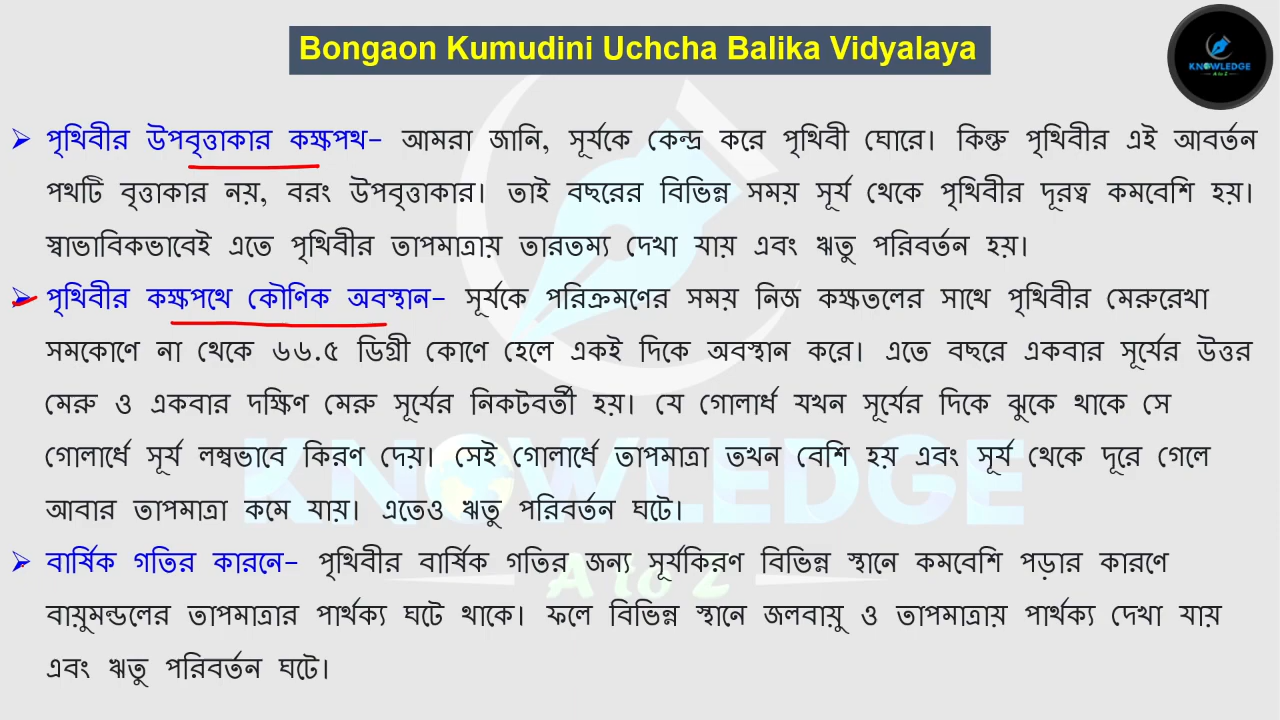 Bongaon Kumudini Uchcha Balika Vidyalaya
KNOWLEDGE
A to Z
➢ পৃথিবীর উপবৃত্তাকার কক্ষপথ– আমরা জানি, সূর্যকে কেন্দ্র করে পৃথিবী ঘোরে। কিন্তু পৃথিবীর এই আবর্তন
পথটি বৃত্তাকার নয়, বরং উপবৃত্তাকার। তাই বছরের বিভিন্ন সময় সূর্য থেকে পৃথিবীর দূরত্ব কমবেশি হয়।
স্বাভাবিকভাবেই এতে পৃথিবীর তাপমাত্রায় তারতম্য দেখা যায় এবং ঋতু পরিবর্তন হয়।
➢ পৃথিবীর কক্ষপথে কৌণিক অবস্থান– সূর্যকে পরিক্রমণের সময় নিজ কক্ষতলের সাথে পৃথিবীর মেরুরেখা
সমকোণে না থেকে ৬৬.৫ ডিগ্রী কোণে হেলে একই দিকে অবস্থান করে। এতে বছরে একবার সূর্যের উত্তর
মেরু ও একবার দক্ষিণ মেরু সূর্যের নিকটবর্তী হয়। যে গোলার্ধ যখন সূর্যের দিকে ঝুকে থাকে সে
গোলার্ধে সূর্য লম্বভাবে কিরণ দেয়। সেই গোলার্ধে তাপমাত্রা তখন বেশি হয় এবং সূর্য থেকে দূরে গেলে
আবার তাপমাত্রা কমে যায়। এতেও ঋতু পরিবর্তন ঘটে।
➢ বার্ষিক গতির কারনে– পৃথিবীর বার্ষিক গতির জন্য সূর্যকিরণ বিভিন্ন স্থানে কমবেশি পড়ার কারণে
বায়ুমন্ডলের তাপমাত্রার পার্থক্য ঘটে থাকে। ফলে বিভিন্ন স্থানে জলবায়ু ও তাপমাত্রায় পার্থক্য দেখা যায়
এবং ঋতু পরিবর্তন ঘটে।
KNOWLEDGE
A to Z